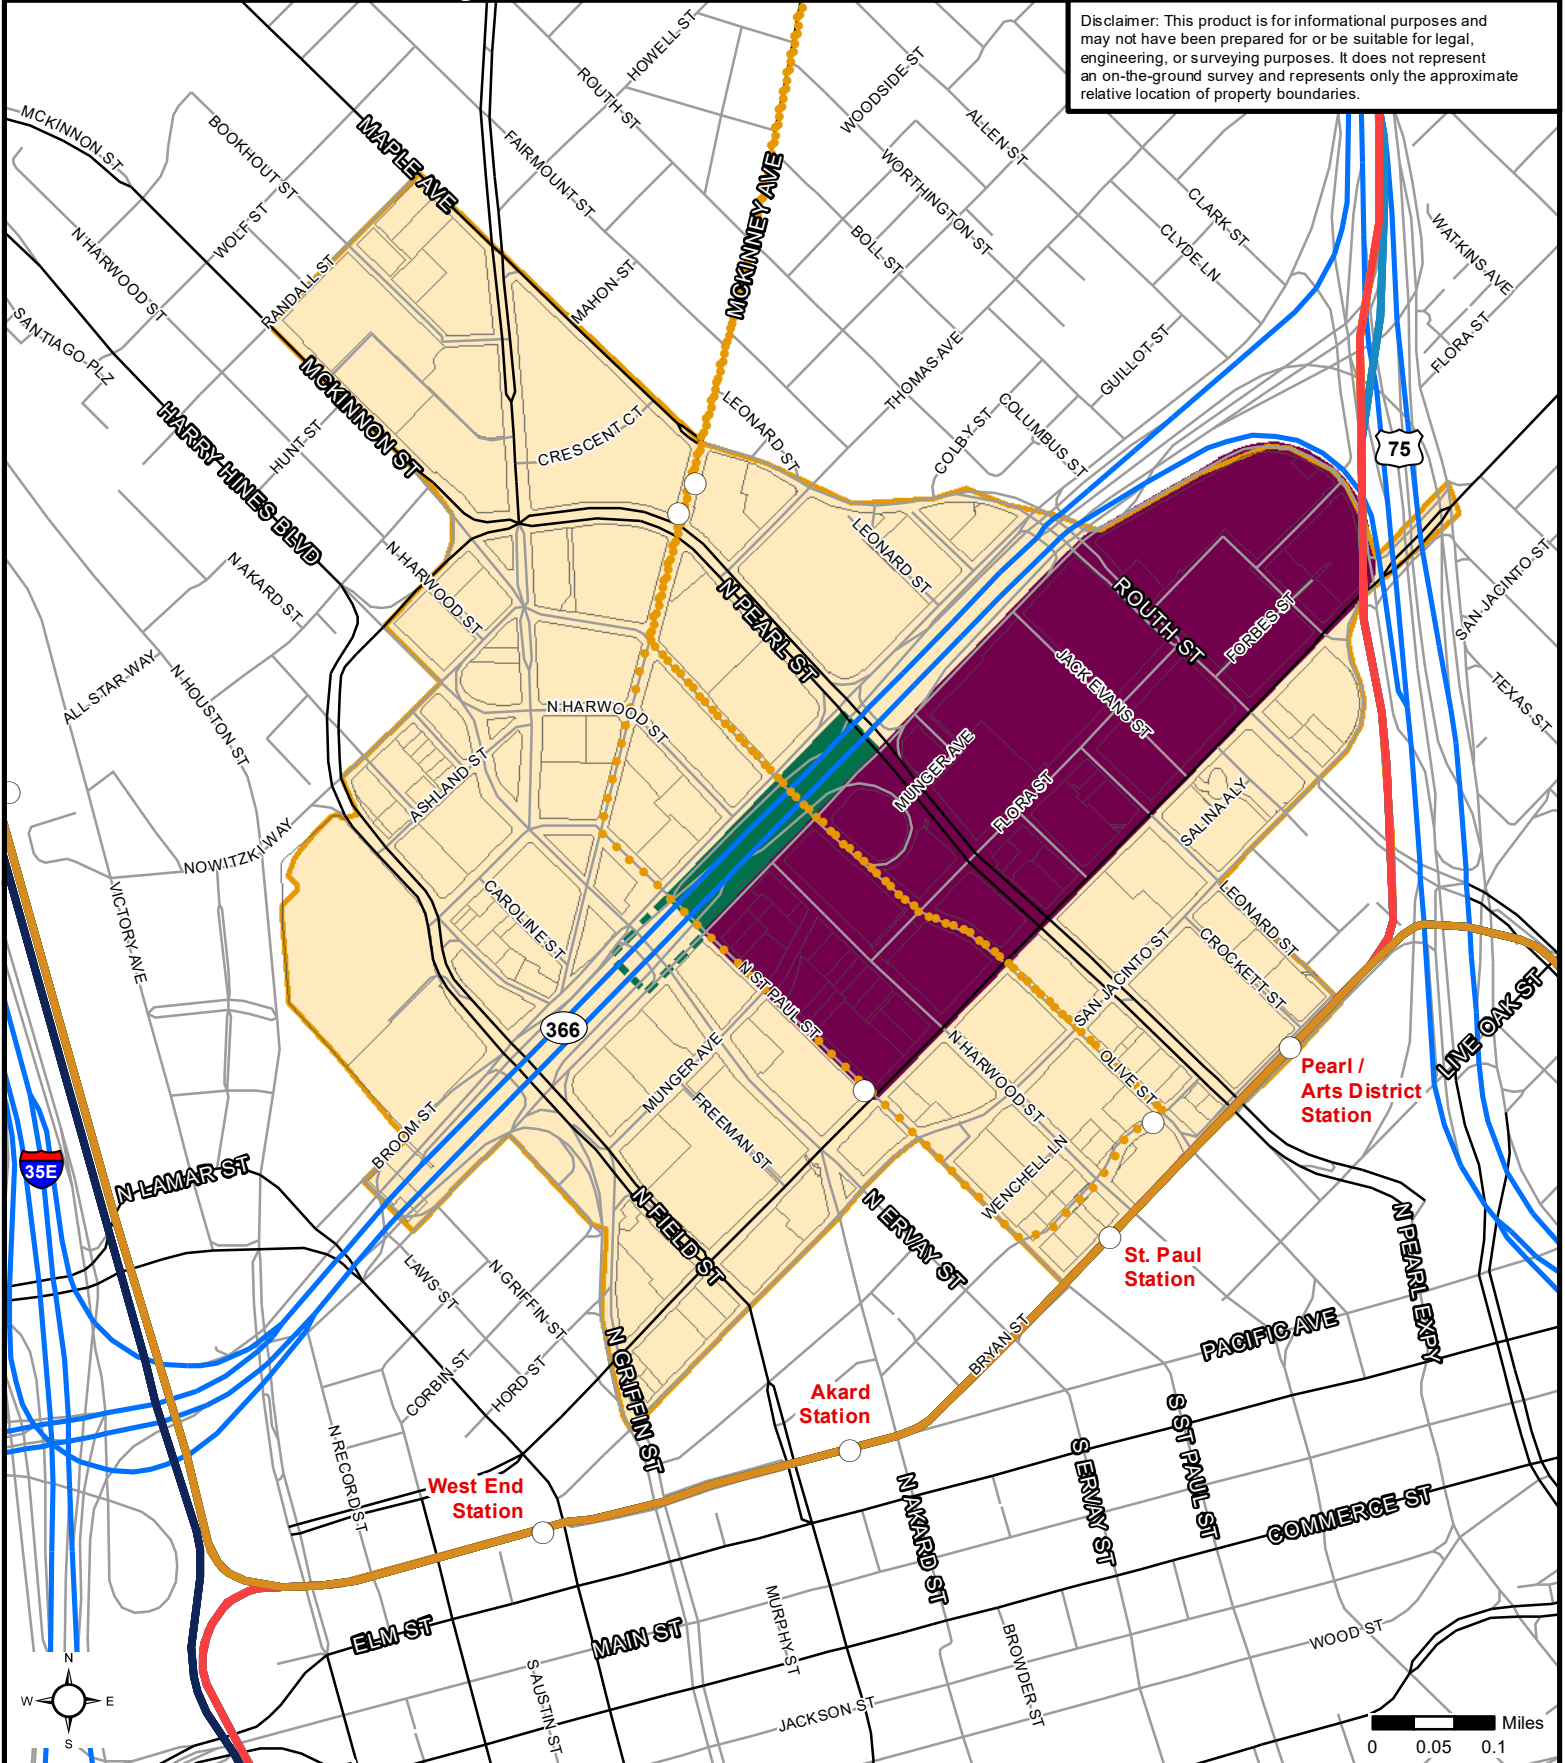 Disclaimer: This product is for informational purposes and
may not have been prepared for or be suitable for legal,
engineering, or surveying purposes. It does not represent
an on-the-ground survey and represents only the approximate
relative location of property boundaries.
HOWELL ST
ROUTH ST
WOODSIDE ST
MCKINNON ST
BOOKHOUT ST
MAPLE AVE
FAIRMOUNT ST
ALLEN ST
WORTHINGTON ST
MCKINNEY AVE
CLARK ST
WATKINS AVE
WOLF ST
N HARWOOD ST
BOLL ST
CLYDE LN
RANDALL ST
MAHON ST
SANTIAGO PLZ
MCKINNON ST
THOMAS AVE
GUILLOT ST
FLORA ST
HARRY HINES BLVD
HUNT ST
CRESCENT CT
LEONARD ST
COLBY ST
COLUMBUS ST
75
N AKARD ST
N HARWOOD ST
LEONARD ST
N PEARL ST
ROUTH ST
FORBES ST
SAN JACINTO ST
ALL STAR WAY
N HOUSTON ST
N HARWOOD ST
JACK EVANS ST
TEXAS ST
ASHLAND ST
MUNGER AVE
FLORA ST
SALINA ALY
NOWITZKI WAY
VICTORY AVE
CAROLINE ST
LEONARD ST
CROCKETT ST
N ST PAUL ST
SAN JACINTO ST
LIVE OAK ST
366
MUNGER AVE
N HARWOOD ST
OLIVE ST
Pearl /
Arts District
Station
BROOM ST
FREEMAN ST
35E
N LAMAR ST
WENCHELL LN
N FIELD ST
N ERVAY ST
St. Paul
Station
N PEARL EXPY
LAWS ST
N GRIFFIN ST
PACIFIC AVE
BRYAN ST
N GRIFFIN ST
CORBIN ST
HORD ST
Akard
Station
S ST PAUL ST
N RECORD ST
West End
Station
S ERVAY ST
N AKARD ST
COMMERCE ST
ELM ST
MAIN ST
MURPHY ST
BROWDER ST
WOOD ST
S AUSTIN ST
JACKSON ST
N
W
E
S
Miles
0
0.05
0.1